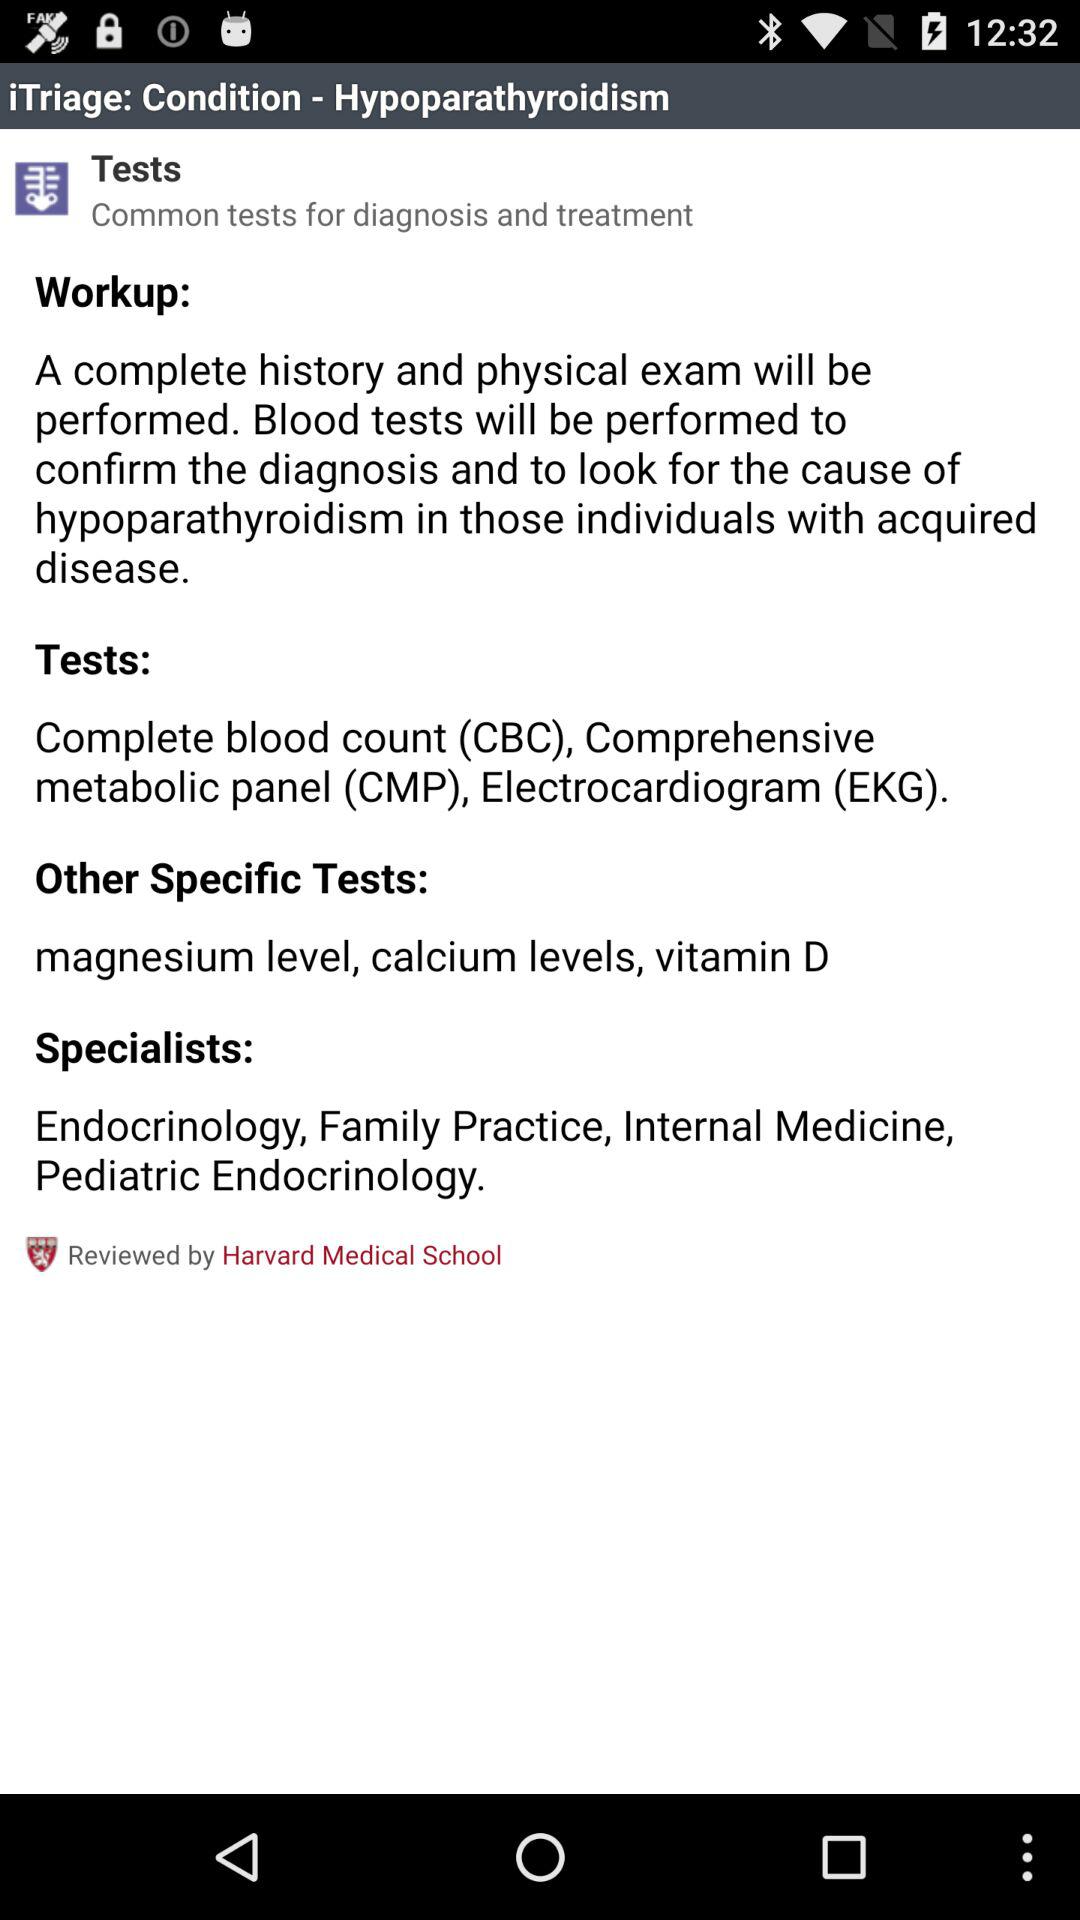 FAKE
12:32
iTriage: Condition - Hypoparathyroidism
Tests
Common tests for diagnosis and treatment
Workup:
A complete history and physical exam will be
performed. Blood tests will be performed to
confirm the diagnosis and to look for the cause of
hypoparathyroidism in those individuals with acquired
disease.
Tests:
Complete blood count (CBC), Comprehensive
metabolic panel (CMP), Electrocardiogram (EKG).
Other Specific Tests:
magnesium level, calcium levels, vitamin D
Specialists:
Endocrinology, Family Practice, Internal Medicine,
Pediatric Endocrinology.
Reviewed by Harvard Medical School